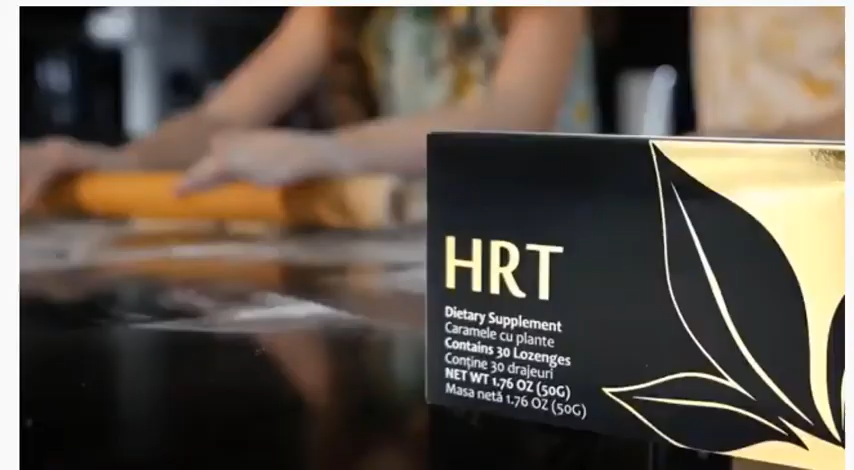 HRT
Dietary Supplement
Caramele cu plante
Contains 30 Lozenges
Conține 30 drajeuri
NET WT 1.76 OZ (50G)
Masa netă 1.76 OZ (50G)